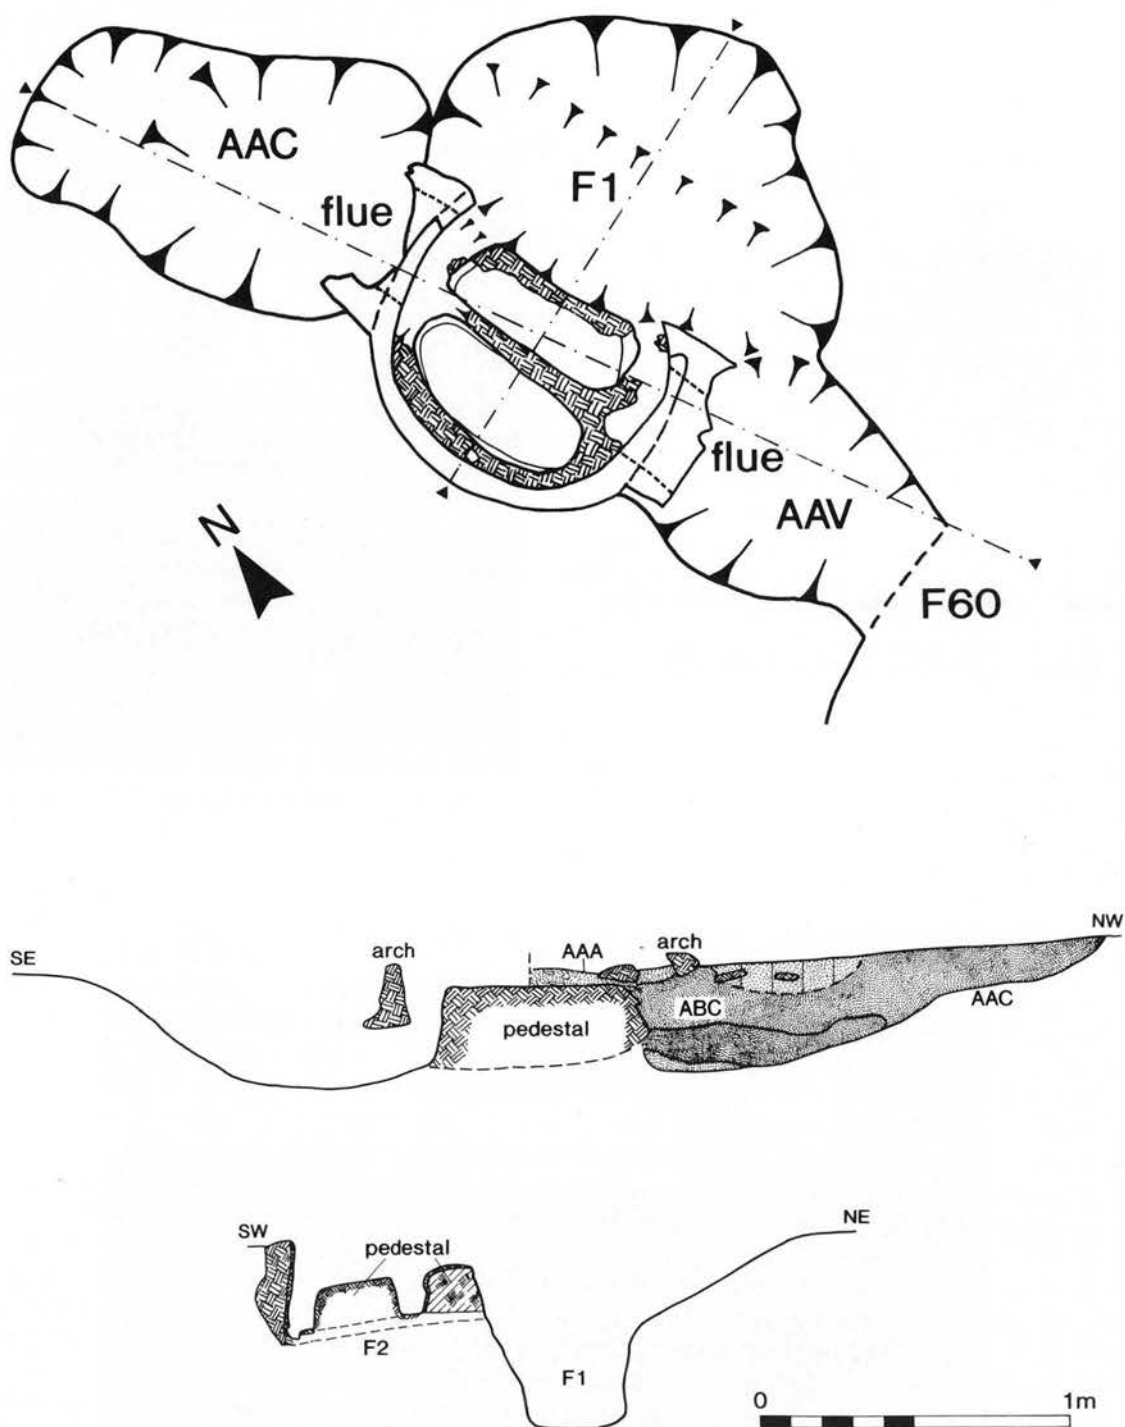 AAC
F1
flue
flue
AAV
N
F60
SE
NW
arch
AAA
arch
ABC
AAC
pedestal
SW
NE
pedestal
F2
F1
0
1m